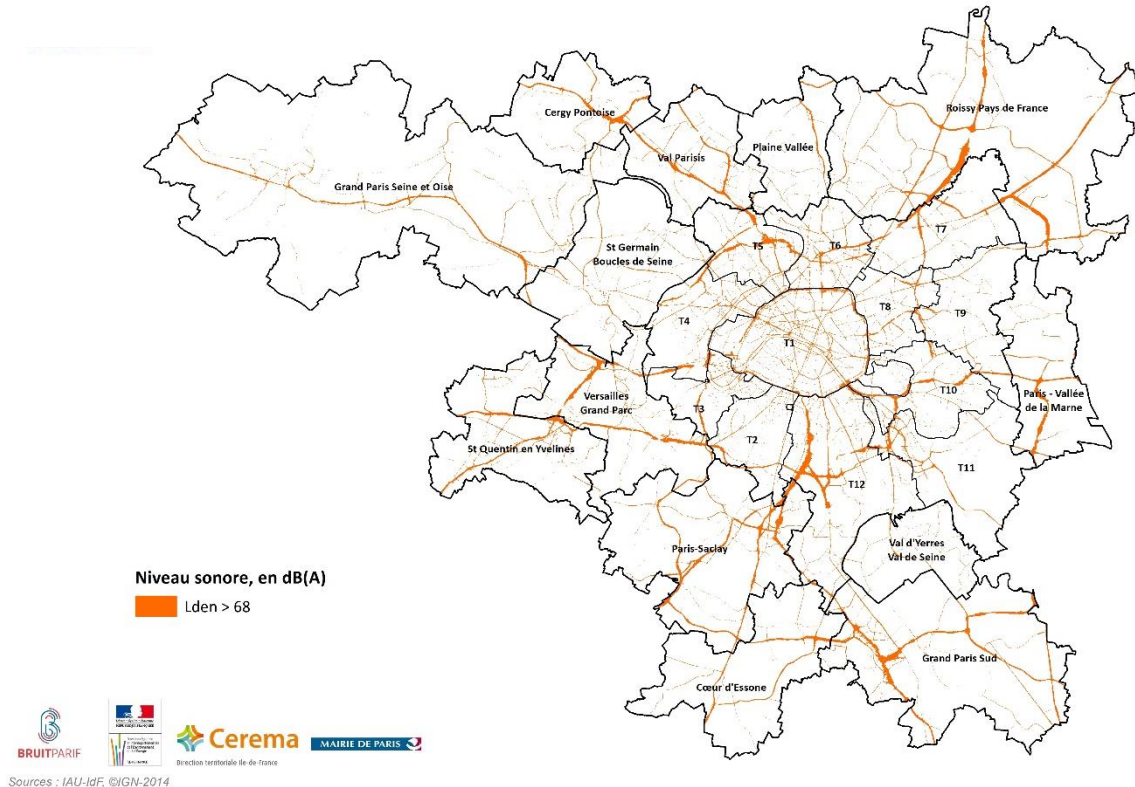 Cergy Pontoise
Roissy Pays de France
Val Parisis
Plaine Vallée
Grand Paris Seine et Oise
T7
St Germain
Boucles de Seine
T5
T6
T8
T9
T4
T1
Versailles
Grand Parc
T3
T10
Paris - Vallée
de la Marne
St Quentin en Yvelines
T2
T11
T12
Paris-Saclay
Val d'Yerres
Val de Seine
Niveau sonore, en dB(A)
Lden > 68
Grand Paris Sud
Cœur d'Essone
BRUITPARIF
Cerema
MAIRIE DE PARIS
Direction territoriale Ile-de-France
Sources : IAU-IdF, ©IGN-2014